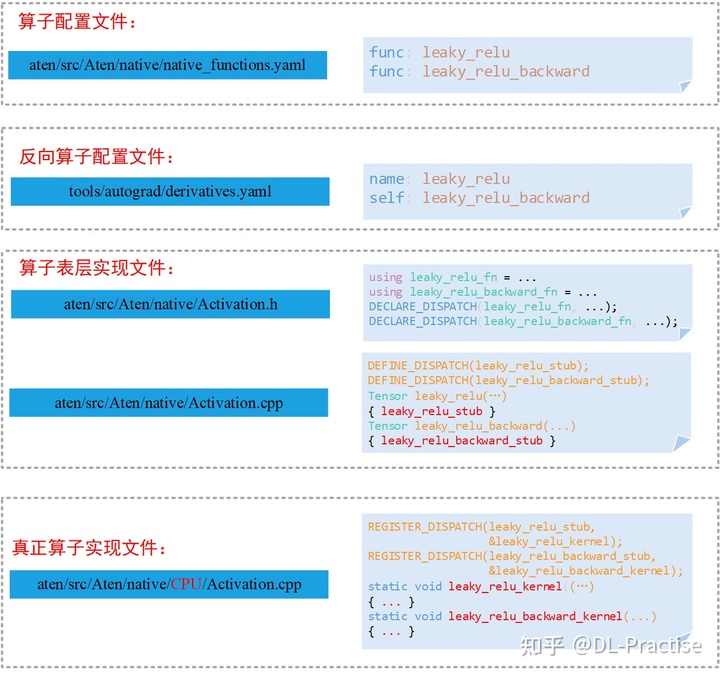 算子配置文件：
aten/src/Aten/native/native_functions.yaml
func: leaky_relu
func: leaky_relu_backward
反向算子配置文件：
tools/autograd/derivatives.yaml
name: leaky_relu
self: leaky_relu_backward
算子表层实现文件：
aten/src/Aten/native/Activation.h
using leaky_relu_fn = ...
using leaky_relu_backward_fn = ...
DECLARE_DISPATCH(leaky_relu_fn, ...);
DECLARE_DISPATCH(leaky_relu_backward_fn, ...);
aten/src/Aten/native/Activation.cpp
DEFINE_DISPATCH(leaky_relu_stub);
DEFINE_DISPATCH(leaky_relu_backward_stub);
Tensor leaky_relu(…)
{ leaky_relu_stub }
Tensor leaky_relu_backward(...)
{ leaky_relu_backward_stub }
真正算子实现文件：
aten/src/Aten/native/CPU/Activation.cpp
REGISTER_DISPATCH(leaky_relu_stub,
&leaky_relu_kernel);
REGISTER_DISPATCH(leaky_relu_backward_stub,
&leaky_relu_backward_kernel);
static void leaky_relu_kernel (…)
{ ... }
static void leaky_relu_backward_kernel(...)
{ ... }
知乎 @DL-Practise